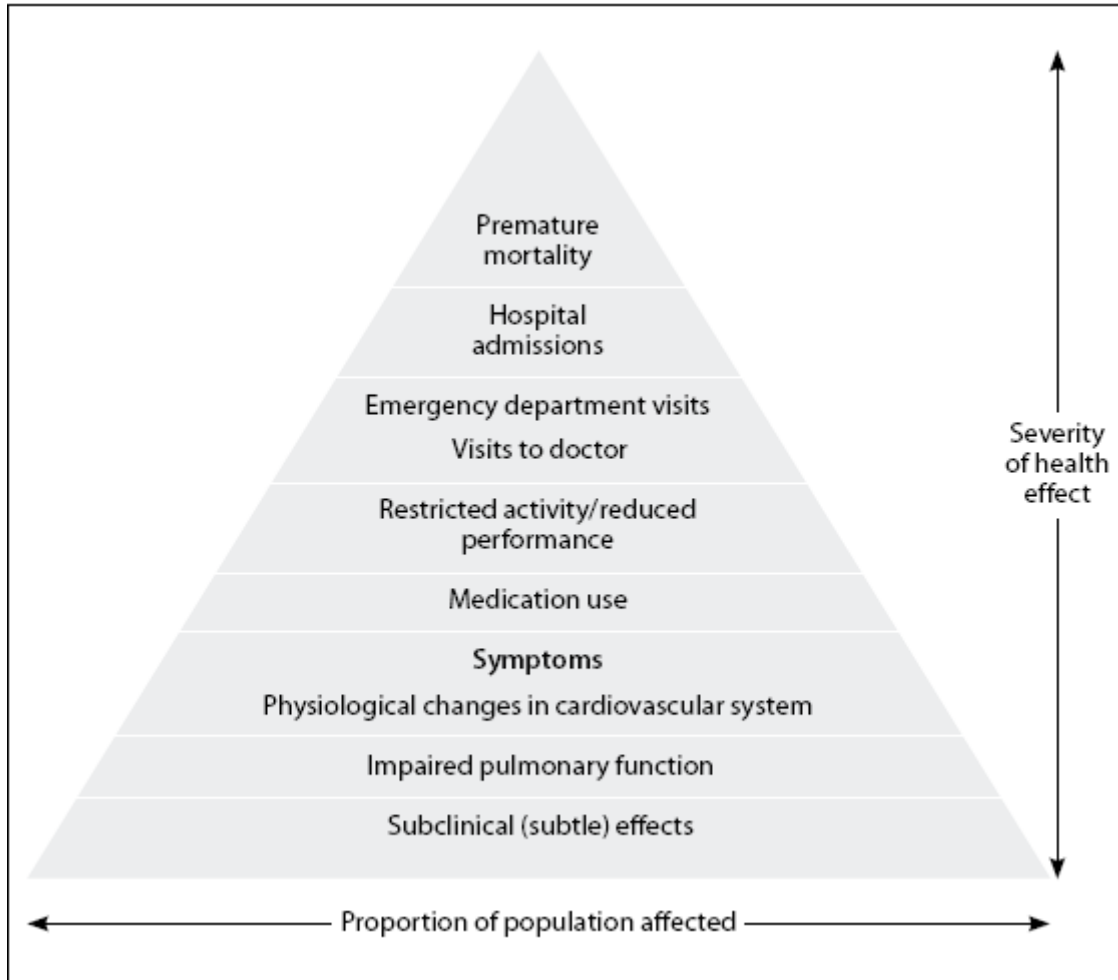 Premature
mortality
Hospital
admissions
Emergency department visits
Visits to doctor
Restricted activity/reduced
performance
Medication use
Symptoms
Physiological changes in cardiovascular system
Impaired pulmonary function
Subclinical (subtle) effects
Severity
of health
effect
Proportion of population affected